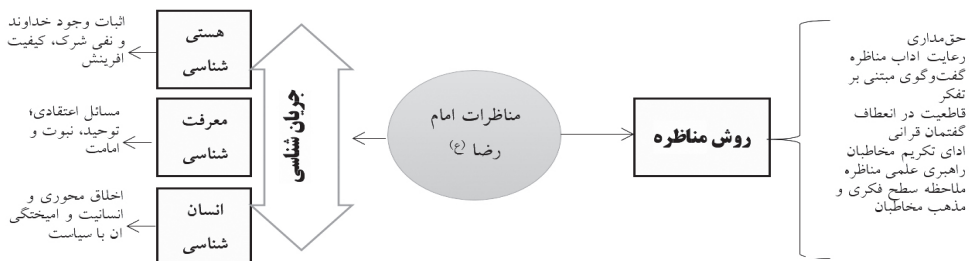 حق‌مداری
رعایت اداب مناظره
گفت‌وگوی مبتنی بر
تفکر
قاطعیت در انعطاف
گفتمان قرانی
ادای تکریم مخاطبان
راهبری علمی مناظره
ملاحظه سطح فکری و
مذهب مخاطبان
روش مناظره
مناظرات امام
رضا (ع)
جریان شناسی
هستی
شناسی
اثبات وجود خداوند
و نفی شرک، کیفیت
افرینش
معرفت
شناسی
مسائل اعتقادی؛
توحید، نبوت و
امامت
انسان
شناسی
اخلاق محوری و
انسانیت و امیختگی
ان با سیاست